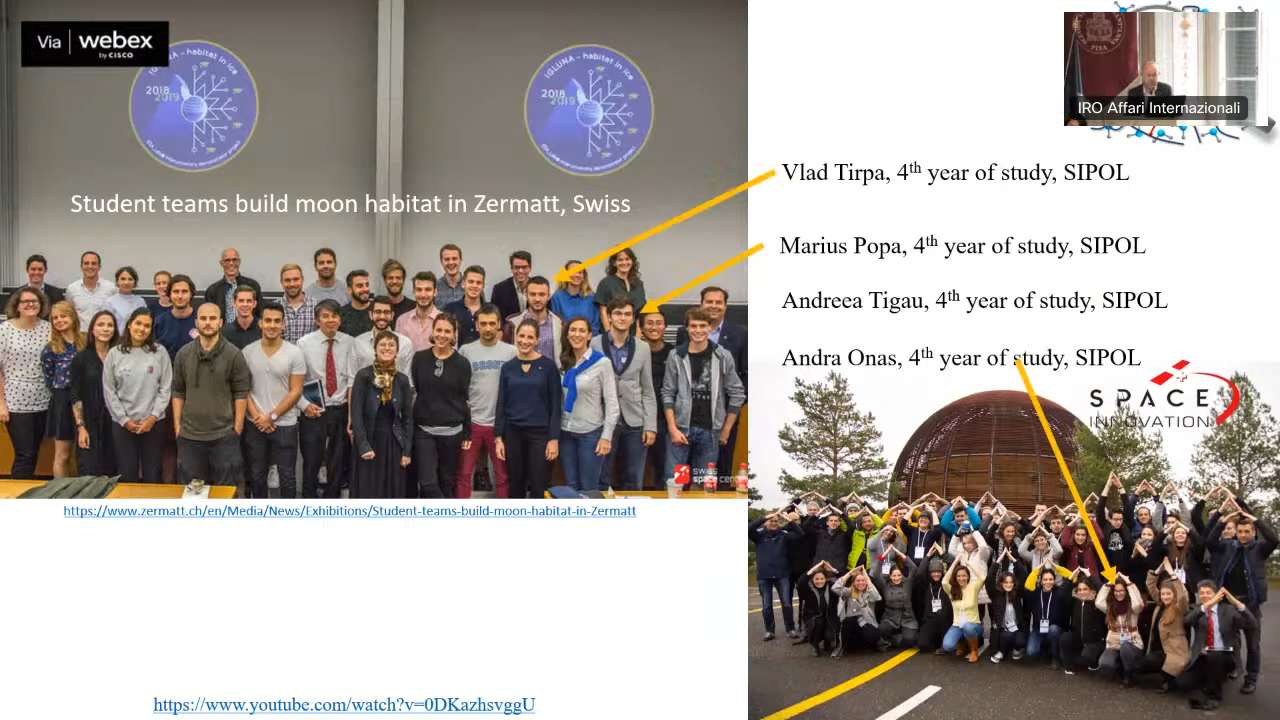 Via webex
by CISCO
IGLUNA - habitat in ice
2018
2019
IGLUNA - habitat in ice
2018
2019
Student teams build moon habitat in Zermatt, Swiss
IRO Affari Internazionali
PISA
Vlad Tirpa, 4th year of study, SIPOL
Marius Popa, 4th year of study, SIPOL
Andreea Tigau, 4th year of study, SIPOL
Andra Onas, 4th year of study, SIPOL
SPACE
INNOVATION
SWISS
space center
https://www.zermatt.ch/en/Media/News/Exhibitions/Student-teams-build-moon-habitat-in-Zermatt
https://www.youtube.com/watch?v=0DKazhsvggU